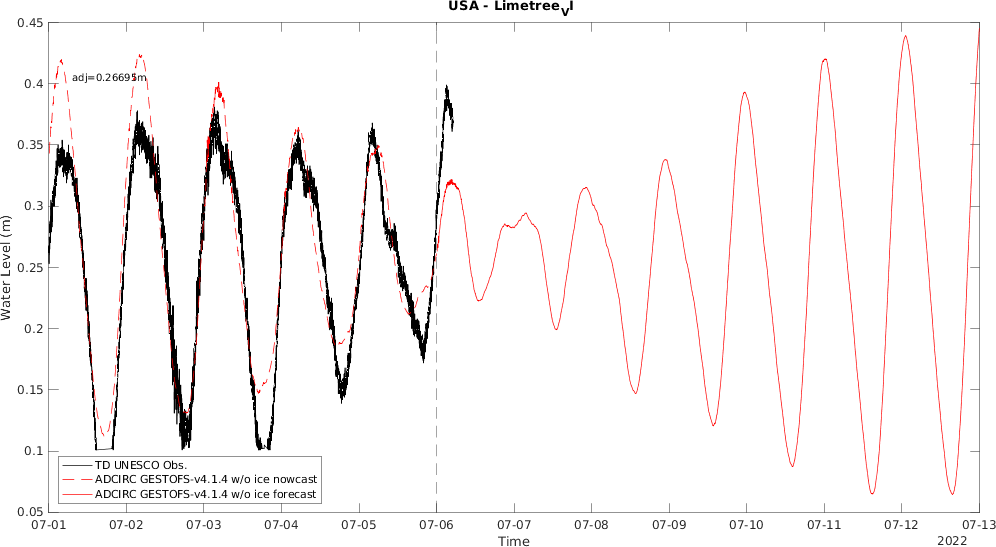 USA - Limetree_VI
0.45
0.4
0.35
0.3
0.25
0.2
0.15
0.1
0.05
Water Level (m)
adj=0.26695m
TD UNESCO Obs.
ADCIRC GESTOFS-v4.1.4 w/o ice nowcast
ADCIRC GESTOFS-v4.1.4 w/o ice forecast
07-01 07-02 07-03 07-04 07-05 07-06 07-07 07-08 07-09 07-10 07-11 07-12 07-13
Time
2022